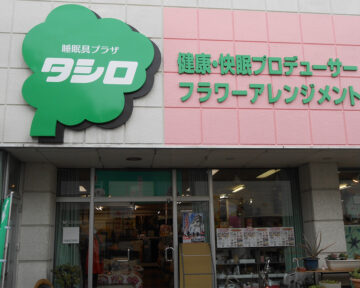 睡眠具プラザ
タシロ
健康・快眠プロデューサー
フラワーアレンジメント